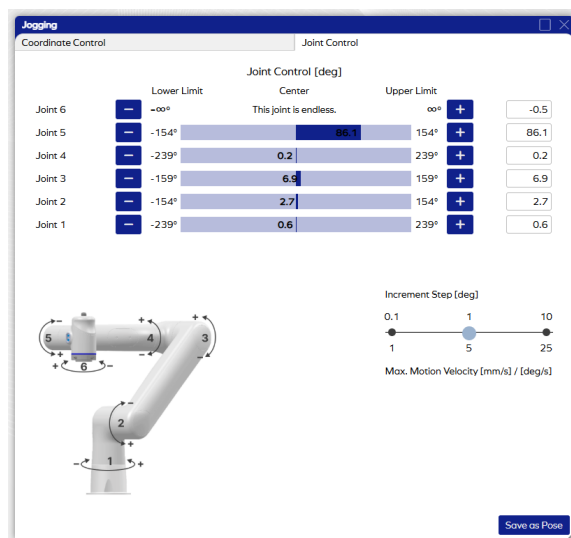 Jogging
Coordinate Control Joint Control
Joint Control [deg]
Lower Limit Center Upper Limit
Joint 6 − -∞° This joint is endless. ∞° + -0.5
Joint 5 − -154° 86.1 154° + 86.1
Joint 4 − -239° 0.2 239° + 0.2
Joint 3 − -159° 6.9 159° + 6.9
Joint 2 − -154° 2.7 154° + 2.7
Joint 1 − -239° 0.6 239° + 0.6
Increment Step [deg]
0.1 1 10
1 5 25
Max. Motion Velocity [mm/s] / [deg/s]
- + + -
5 4 3
+ - -
+ 6 -
-
2
+
- 1 +
Save as Pose